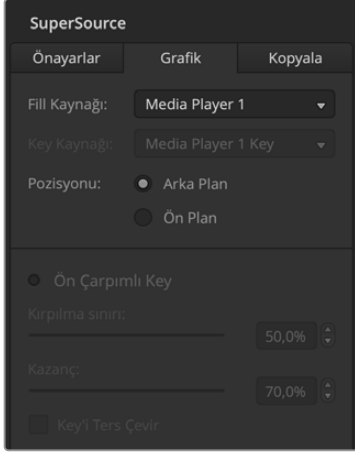 SuperSource
Önayarlar Grafik Kopyala
Fill Kaynağı: Media Player 1
Key Kaynağı: Media Player 1 Key
Pozisyonu: Arka Plan
Ön Plan
Ön Çarpımlı Key
Kırpılma sınırı:
50,0%
Kazanç:
70,0%
Key'i Ters Çevir